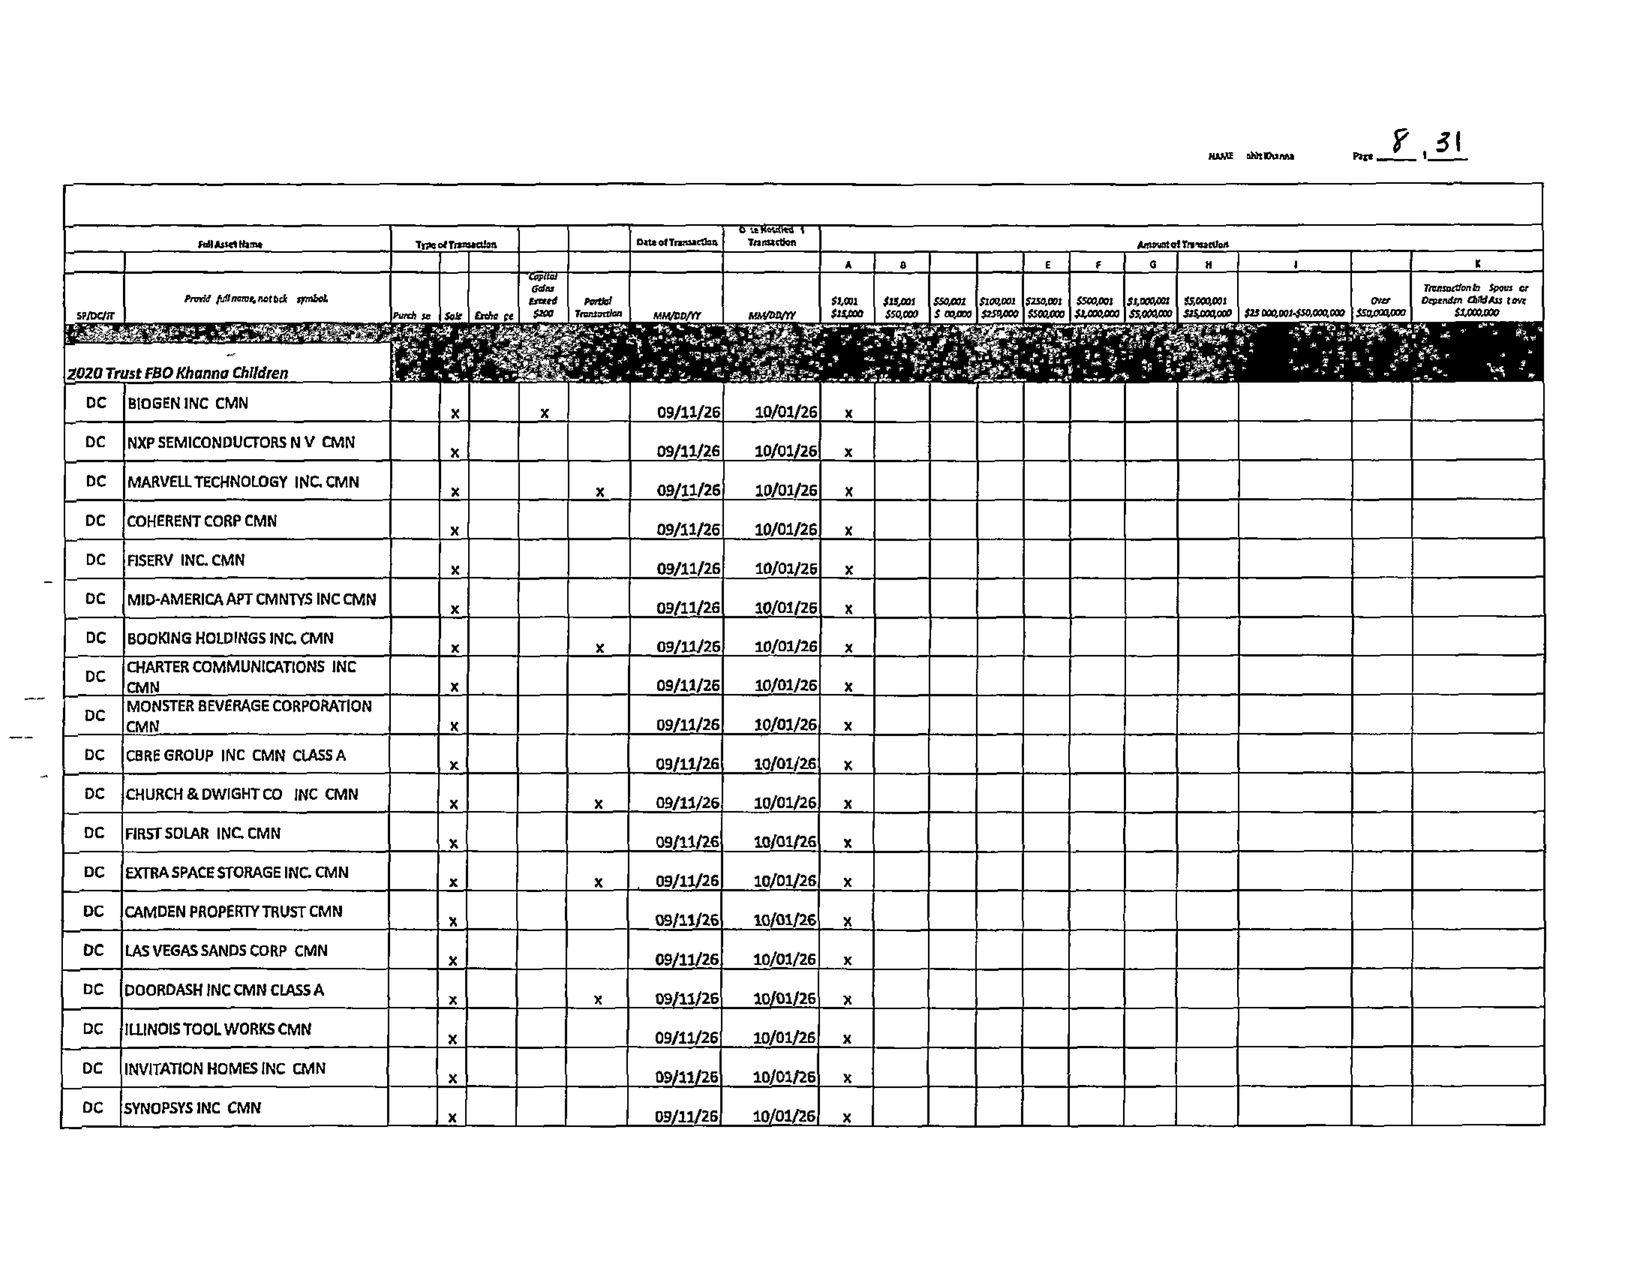 NAME Khanna Page 8 , 31
Full Asset Name Type of Transaction Date of Transaction Transaction Amount of Transaction
A B E F G H I K
SP/DC/JT full name, not symbol. Sale Capital Gains Exceed $200 Partial Transaction MM/DD/YY MM/DD/YY $1,001 $15,000 $15,001 $50,000 $50,001 $100,001 $250,000 $250,001 $500,000 $500,001 $1,000,000 $1,000,001 $5,000,000 $5,000,001 $25,000,000 $25 000,001-$50,000,000 Over $50,000,000 Transaction in Spous or Child $1,000,000
2020 Trust FBO Khanna Children
DC BIOGEN INC CMN x x 09/11/26 10/01/26 x
DC NXP SEMICONDUCTORS N V CMN x 09/11/26 10/01/26 x
DC MARVELL TECHNOLOGY INC. CMN x x 09/11/26 10/01/26 x
DC COHERENT CORP CMN x 09/11/26 10/01/26 x
DC FISERV INC. CMN x 09/11/26 10/01/26 x
DC MID-AMERICA APT CMNTYS INC CMN x 09/11/26 10/01/26 x
DC BOOKING HOLDINGS INC. CMN x x 09/11/26 10/01/26 x
DC CHARTER COMMUNICATIONS INC
CMN x 09/11/26 10/01/26 x
DC MONSTER BEVERAGE CORPORATION
CMN x 09/11/26 10/01/26 x
DC CBRE GROUP INC CMN CLASS A x 09/11/26 10/01/26 x
DC CHURCH & DWIGHT CO INC CMN x x 09/11/26 10/01/26 x
DC FIRST SOLAR INC. CMN x 09/11/26 10/01/26 x
DC EXTRA SPACE STORAGE INC. CMN x x 09/11/26 10/01/26 x
DC CAMDEN PROPERTY TRUST CMN x 09/11/26 10/01/26 x
DC LAS VEGAS SANDS CORP CMN x 09/11/26 10/01/26 x
DC DOORDASH INC CMN CLASS A x x 09/11/26 10/01/26 x
DC ILLINOIS TOOL WORKS CMN x 09/11/26 10/01/26 x
DC INVITATION HOMES INC CMN x 09/11/26 10/01/26 x
DC SYNOPSYS INC CMN x 09/11/26 10/01/26 x